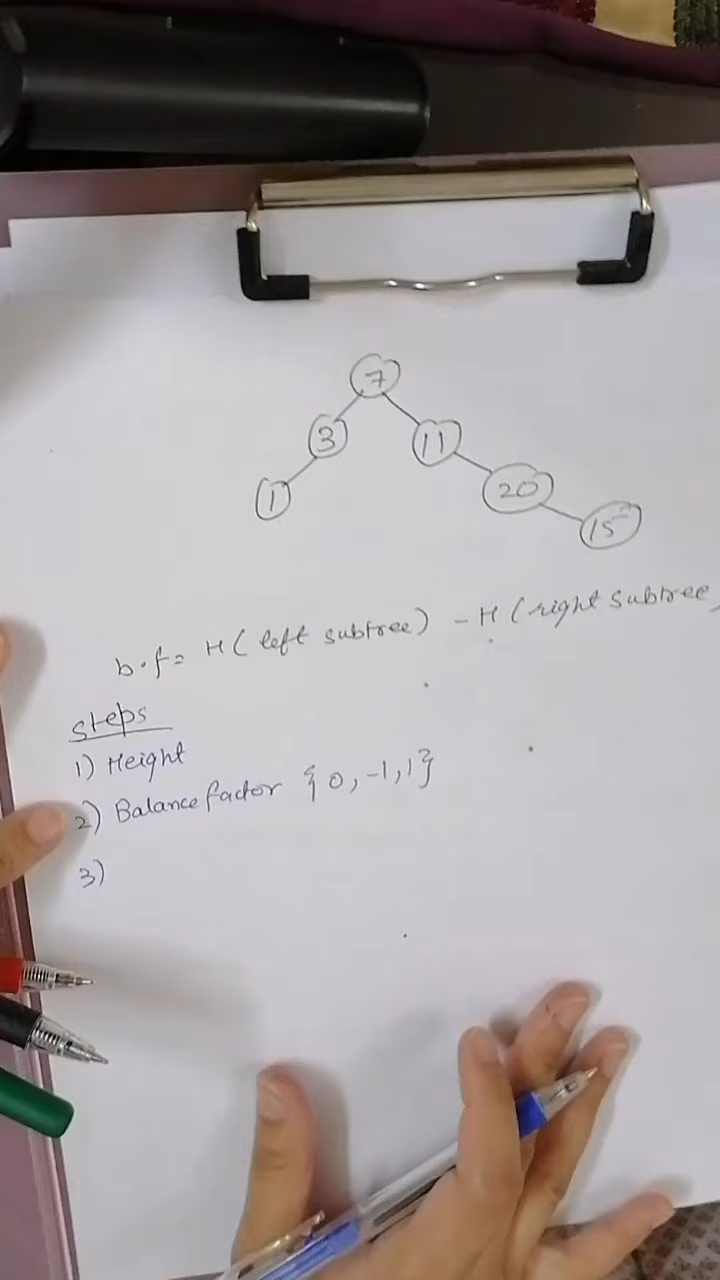 7
3 11
1 20
15
b.f = H(left subtree) - H(right subtree,
steps
1) Height
2) Balance factor {0, -1, 1}
3)